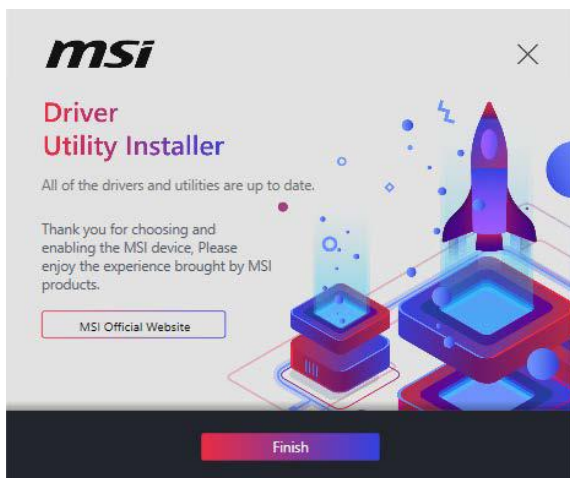 msi
Driver
Utility Installer
All of the drivers and utilities are up to date.
Thank you for choosing and
enabling the MSI device, Please
enjoy the experience brought by MSI
products.
MSI Official Website
Finish